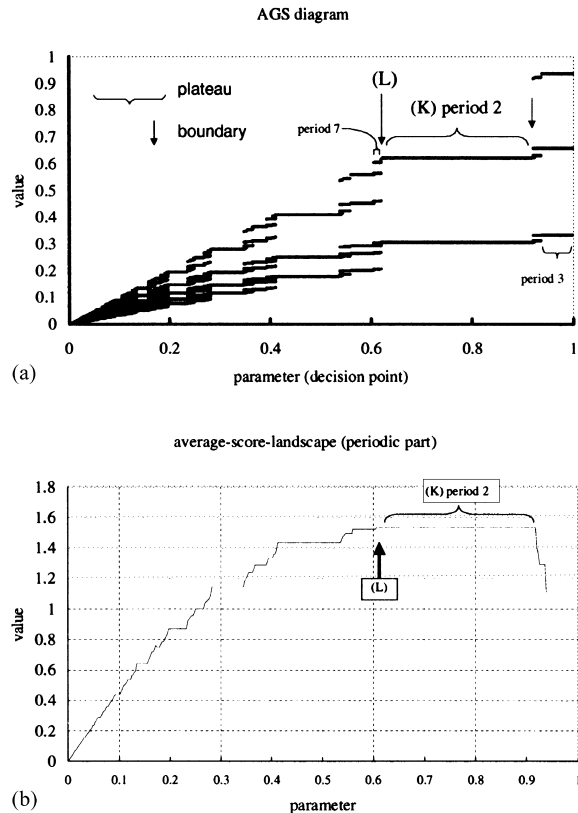 AGS diagram
1
0.9
0.8
0.7
0.6
0.5
0.4
0.3
0.2
0.1
0
value
plateau
boundary
(L)
(K) period 2
period 7
period 3
0
0.2
0.4
0.6
0.8
1
parameter (decision point)
(a)
average-score-landscape (periodic part)
1.8
1.6
1.4
1.2
1
0.8
0.6
0.4
0.2
0
value
(K) period 2
(L)
0
0.1
0.2
0.3
0.4
0.5
0.6
0.7
0.8
0.9
1
parameter
(b)